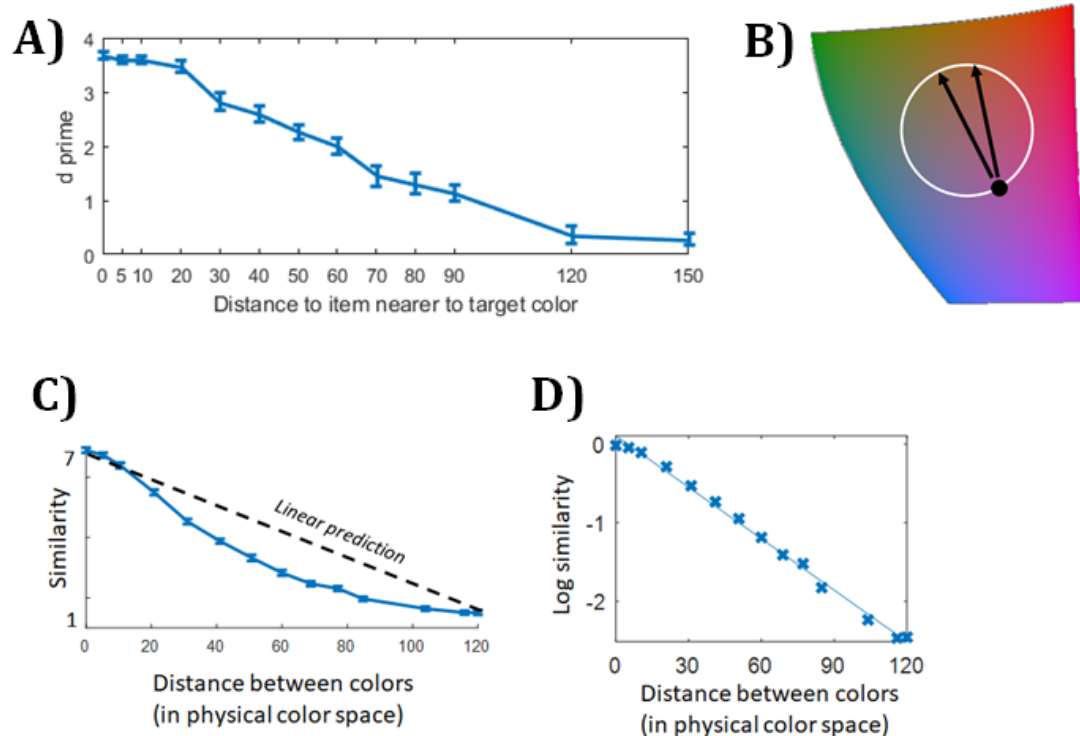 A)
4
3
2
1
0
d prime
0 5 10 20 30 40 50 60 70 80 90 120 150
Distance to item nearer to target color
B)
C)
7
1
Similarity
Linear prediction
0 20 40 60 80 100 120
Distance between colors
(in physical color space)
D)
0
-1
-2
Log similarity
0 30 60 90 120
Distance between colors
(in physical color space)